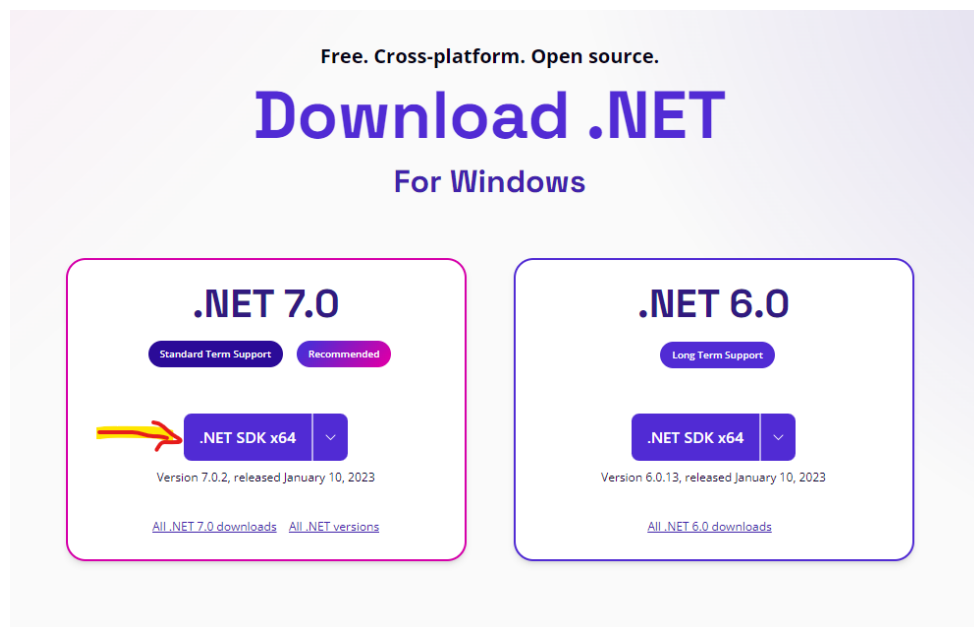 Free. Cross-platform. Open source.
Download .NET
For Windows
.NET 7.0
Standard Term Support
Recommended
.NET SDK x64
Version 7.0.2, released January 10, 2023
All .NET 7.0 downloads
All .NET versions
.NET 6.0
Long Term Support
.NET SDK x64
Version 6.0.13, released January 10, 2023
All .NET 6.0 downloads